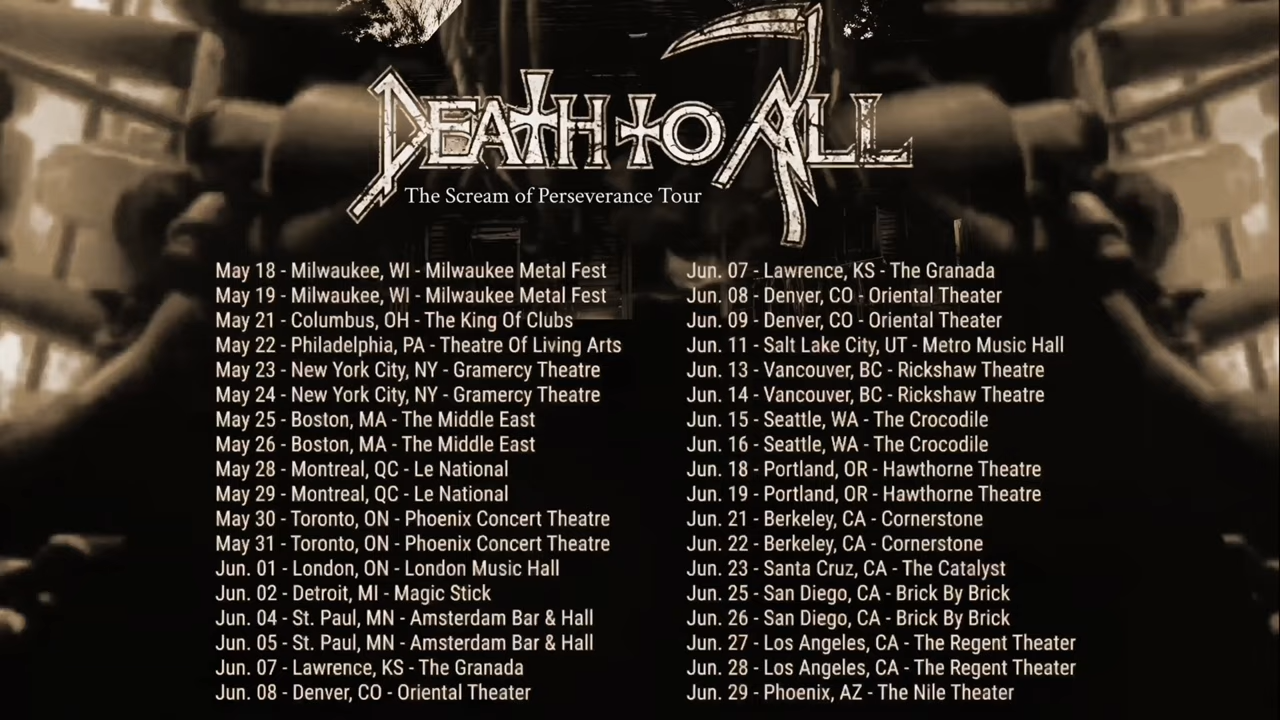 DEATH TO ALL
The Scream of Perseverance Tour
May 18 - Milwaukee, WI - Milwaukee Metal Fest
May 19 - Milwaukee, WI - Milwaukee Metal Fest
May 21 - Columbus, OH - The King Of Clubs
May 22 - Philadelphia, PA - Theatre Of Living Arts
May 23 - New York City, NY - Gramercy Theatre
May 24 - New York City, NY - Gramercy Theatre
May 25 - Boston, MA - The Middle East
May 26 - Boston, MA - The Middle East
May 28 - Montreal, QC - Le National
May 29 - Montreal, QC - Le National
May 30 - Toronto, ON - Phoenix Concert Theatre
May 31 - Toronto, ON - Phoenix Concert Theatre
Jun. 01 - London, ON - London Music Hall
Jun. 02 - Detroit, MI - Magic Stick
Jun. 04 - St. Paul, MN - Amsterdam Bar & Hall
Jun. 05 - St. Paul, MN - Amsterdam Bar & Hall
Jun. 07 - Lawrence, KS - The Granada
Jun. 08 - Denver, CO - Oriental Theater
Jun. 07 - Lawrence, KS - The Granada
Jun. 08 - Denver, CO - Oriental Theater
Jun. 09 - Denver, CO - Oriental Theater
Jun. 11 - Salt Lake City, UT - Metro Music Hall
Jun. 13 - Vancouver, BC - Rickshaw Theatre
Jun. 14 - Vancouver, BC - Rickshaw Theatre
Jun. 15 - Seattle, WA - The Crocodile
Jun. 16 - Seattle, WA - The Crocodile
Jun. 18 - Portland, OR - Hawthorne Theatre
Jun. 19 - Portland, OR - Hawthorne Theatre
Jun. 21 - Berkeley, CA - Cornerstone
Jun. 22 - Berkeley, CA - Cornerstone
Jun. 23 - Santa Cruz, CA - The Catalyst
Jun. 25 - San Diego, CA - Brick By Brick
Jun. 26 - San Diego, CA - Brick By Brick
Jun. 27 - Los Angeles, CA - The Regent Theater
Jun. 28 - Los Angeles, CA - The Regent Theater
Jun. 29 - Phoenix, AZ - The Nile Theater